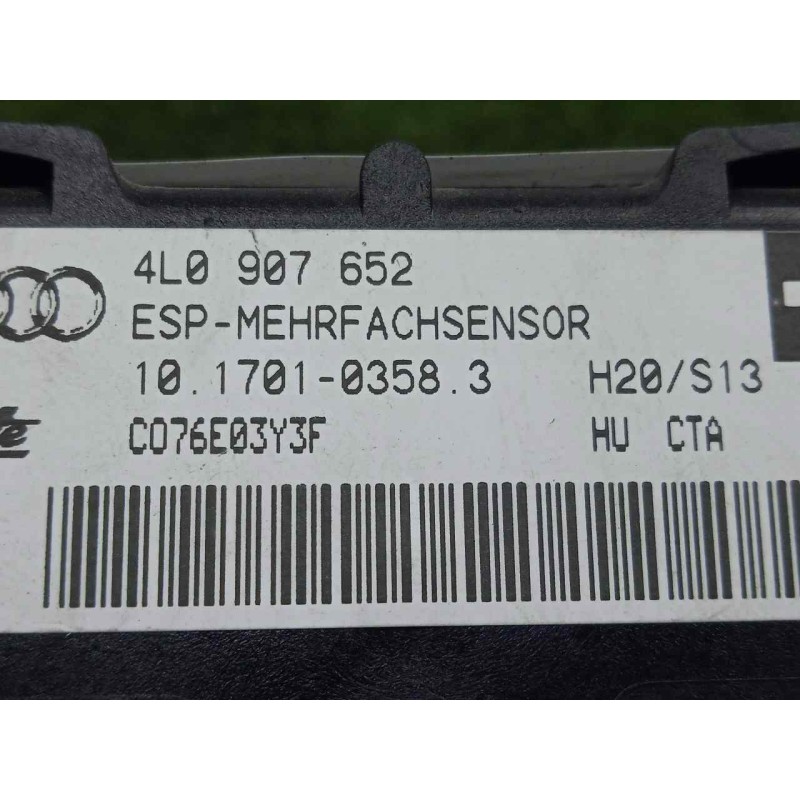 4L0 907 652
ESP-MEHRFACHSENSOR
10.1701-0358.3 H20/S13
C076E03Y3F HU CTA